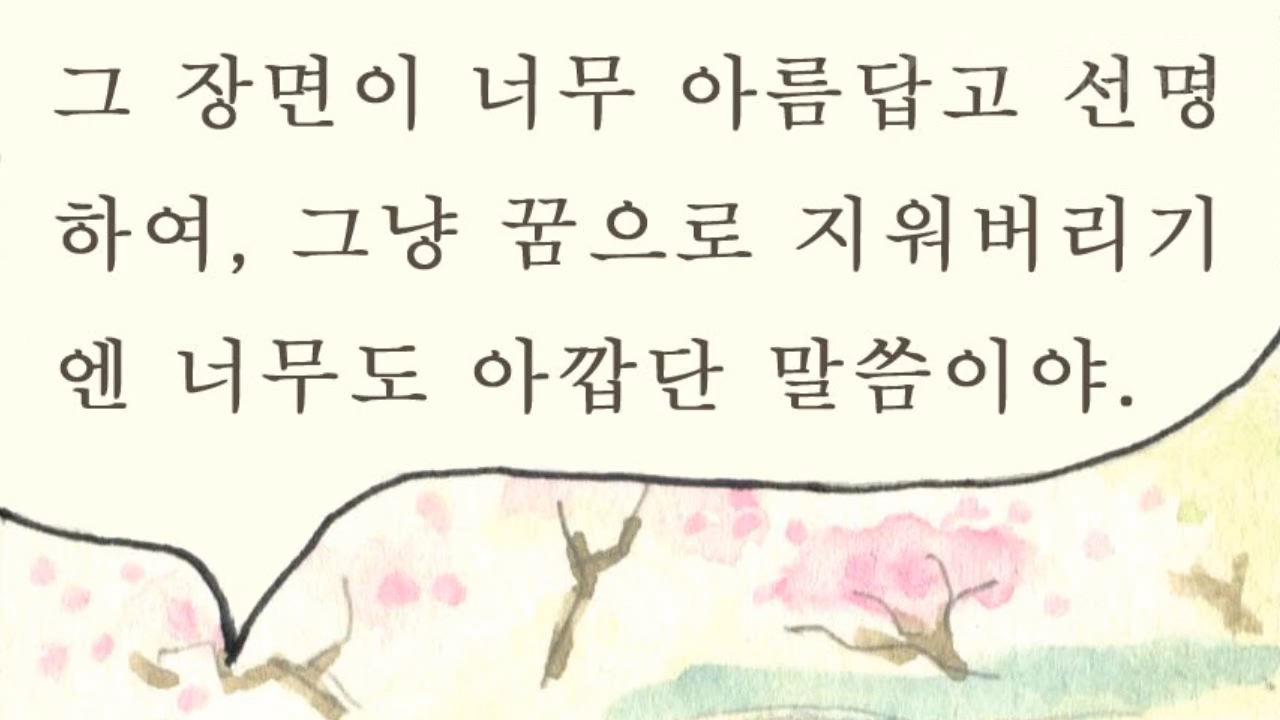 그 장면이 너무 아름답고 선명
하여, 그냥 꿈으로 지워버리기
엔 너무도 아깝단 말씀이야.